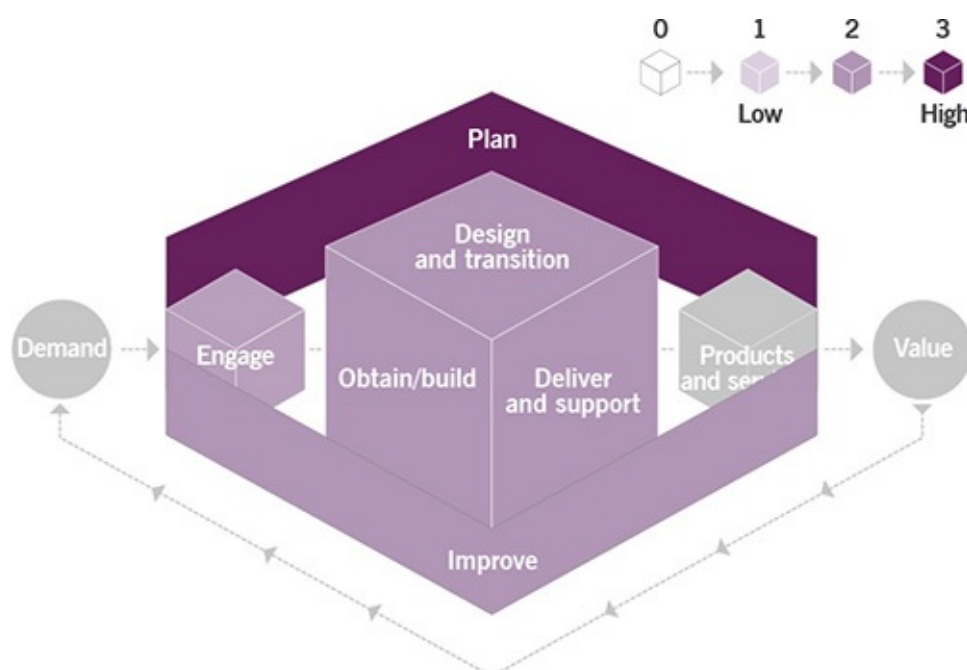 0 1 2 3
Low High
Plan
Design
and transition
Demand
Engage
Obtain/build
Deliver
and support
Products
and
Value
Improve